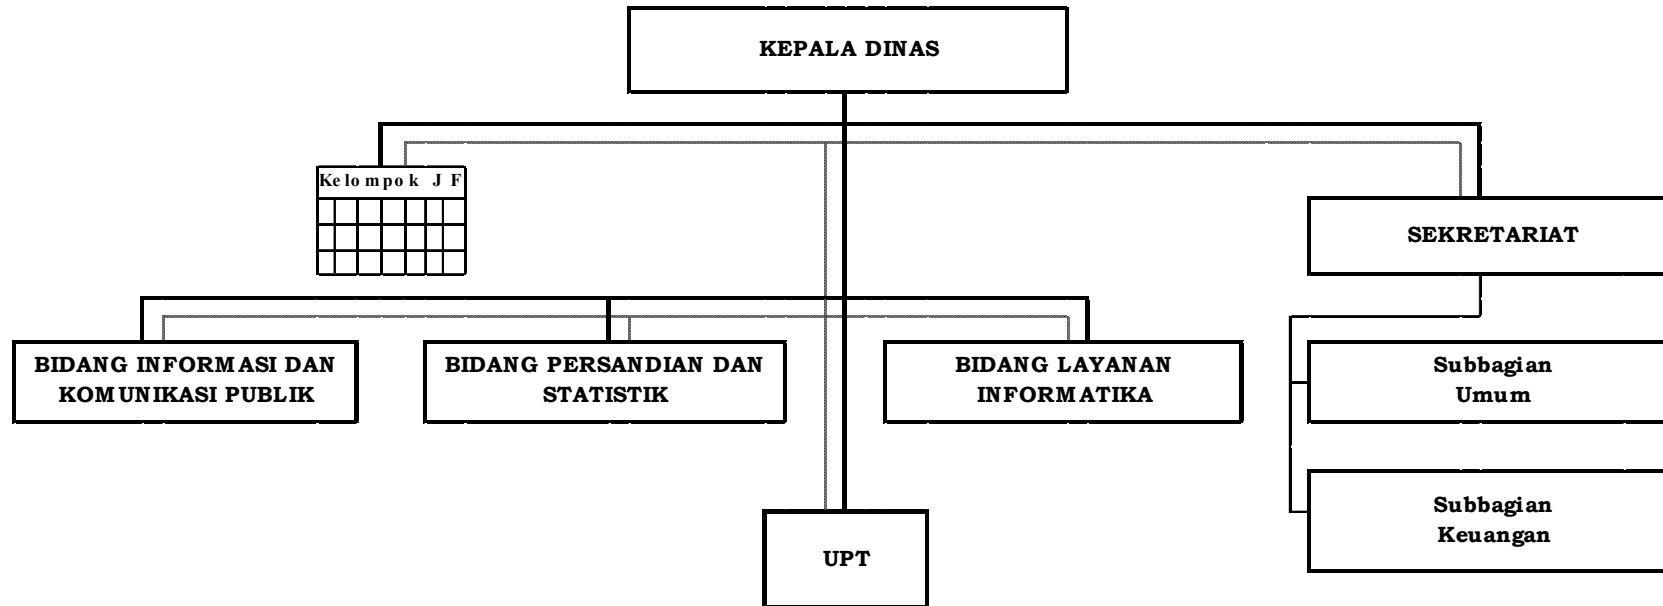 KEPALA DINAS
Kelompok J F
SEKRETARIAT
BIDANG INFORMASI DAN
KOMUNIKASI PUBLIK
BIDANG PERSANDIAN DAN
STATISTIK
BIDANG LAYANAN
INFORMATIKA
Subbagian
Umum
Subbagian
Keuangan
UPT